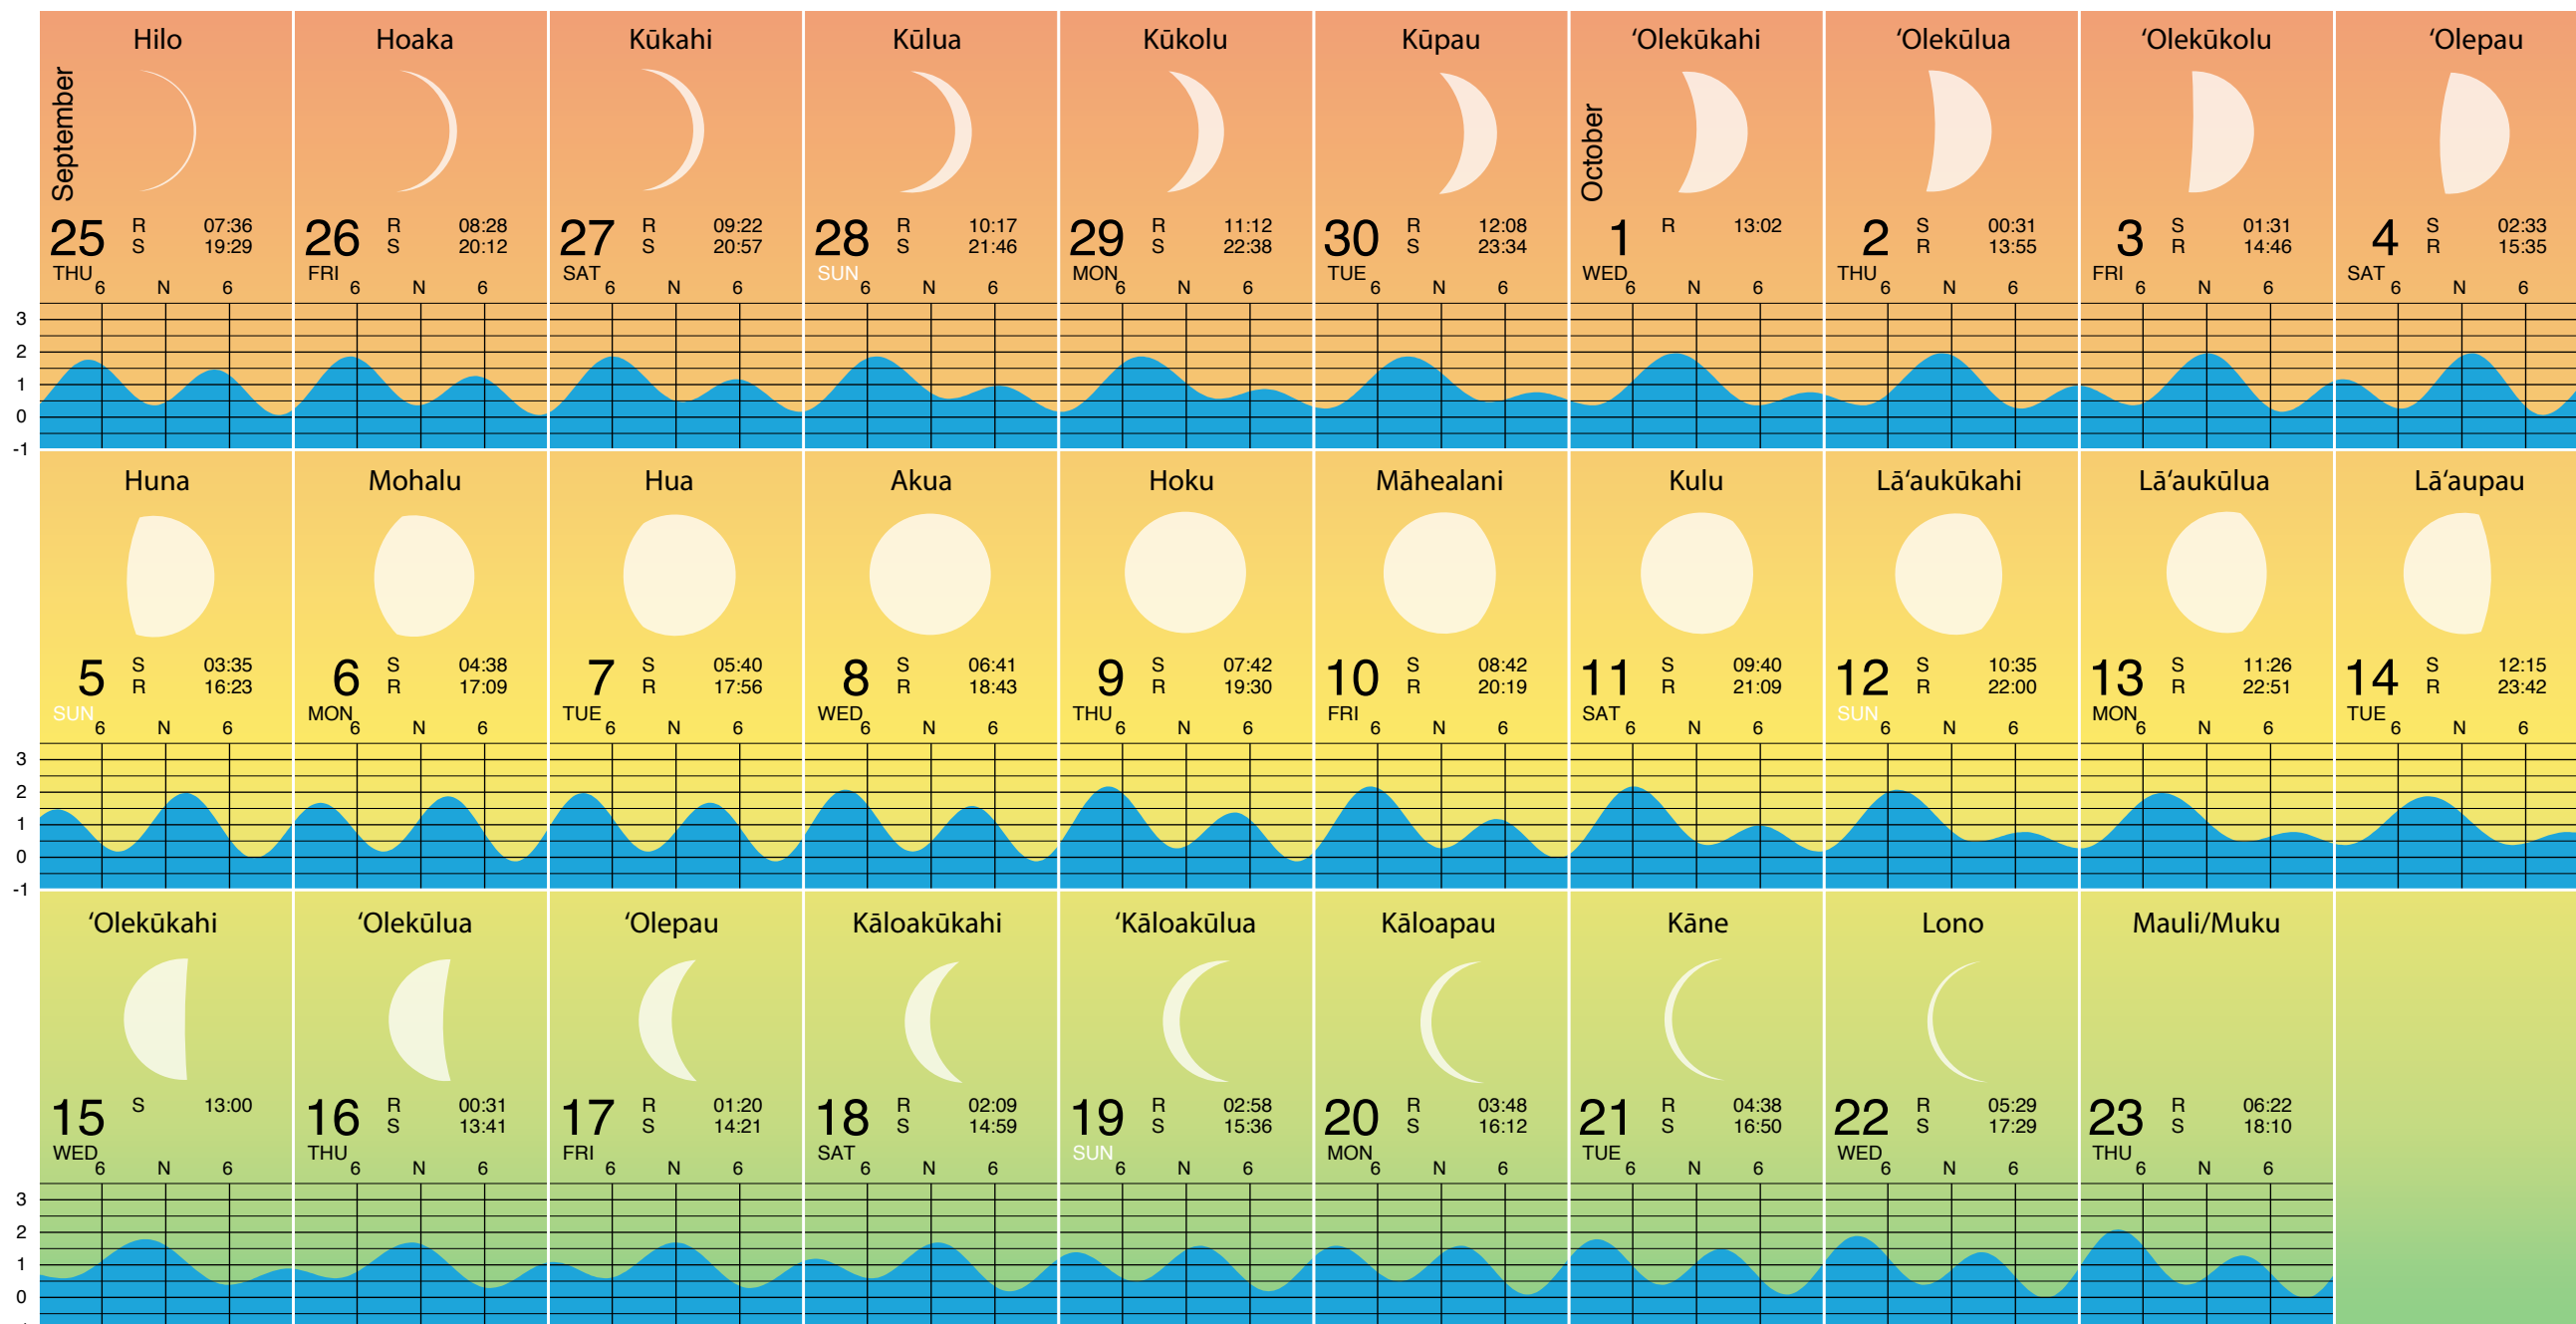 Hilo Hoaka Kūkahi Kūlua Kūkolu Kūpau ʻOlekūkahi ʻOlekūlua ʻOlekūkolu ʻOlepau
September October
25 R 07:36 26 R 08:28 27 R 09:22 28 R 10:17 29 R 11:12 30 R 12:08 1 R 13:02 2 S 00:31 3 S 01:31 4 S 02:33
S 19:29 S 20:12 S 20:57 S 21:46 S 22:38 S 23:34 R 13:55 R 14:46 R 15:35
THU FRI SAT SUN MON TUE WED THU FRI SAT
6 N 6 6 N 6 6 N 6 6 N 6 6 N 6 6 N 6 6 N 6 6 N 6 6 N 6 6 N 6
3
2
1
0
-1
Huna Mohalu Hua Akua Hoku Māhealani Kulu Lāʻaukūkahi Lāʻaukūlua Lāʻaupau
5 S 03:35 6 S 04:38 7 S 05:40 8 S 06:41 9 S 07:42 10 S 08:42 11 S 09:40 12 S 10:35 13 S 11:26 14 S 12:15
R 16:23 R 17:09 R 17:56 R 18:43 R 19:30 R 20:19 R 21:09 R 22:00 R 22:51 R 23:42
SUN MON TUE WED THU FRI SAT SUN MON TUE
6 N 6 6 N 6 6 N 6 6 N 6 6 N 6 6 N 6 6 N 6 6 N 6 6 N 6 6 N 6
3
2
1
0
-1
ʻOlekūkahi ʻOlekūlua ʻOlepau Kāloakūkahi ʻKāloakūlua Kāloapau Kāne Lono Mauli/Muku
15 S 13:00 16 R 00:31 17 R 01:20 18 R 02:09 19 R 02:58 20 R 03:48 21 R 04:38 22 R 05:29 23 R 06:22
S 13:41 S 14:21 S 14:59 S 15:36 S 16:12 S 16:50 S 17:29 S 18:10
WED THU FRI SAT SUN MON TUE WED THU
6 N 6 6 N 6 6 N 6 6 N 6 6 N 6 6 N 6 6 N 6 6 N 6 6 N 6
3
2
1
0